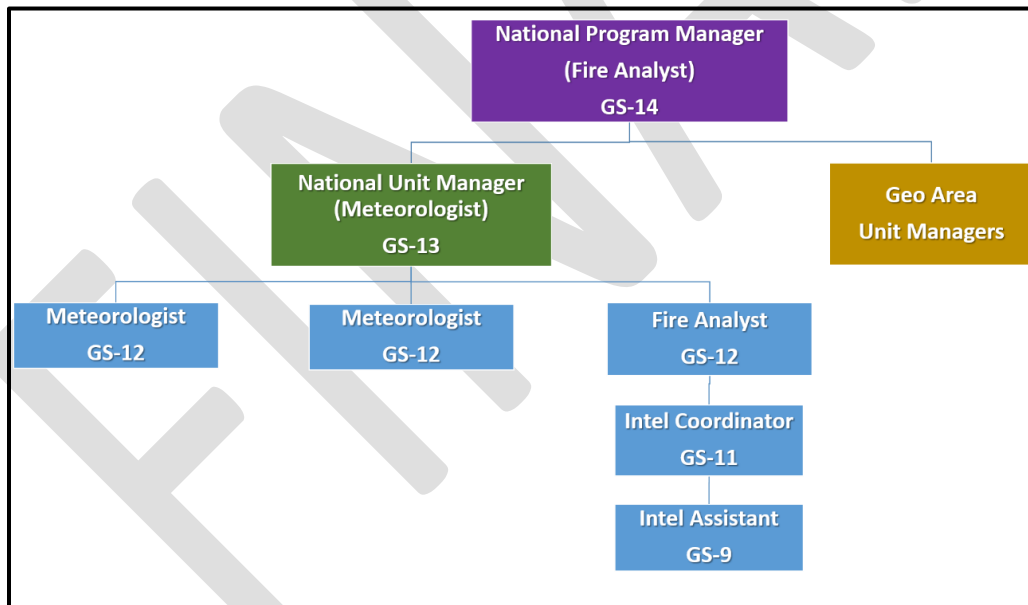 National Program Manager
(Fire Analyst)
GS-14
National Unit Manager
(Meteorologist)
GS-13
Geo Area
Unit Managers
Meteorologist
GS-12
Meteorologist
GS-12
Fire Analyst
GS-12
Intel Coordinator
GS-11
Intel Assistant
GS-9